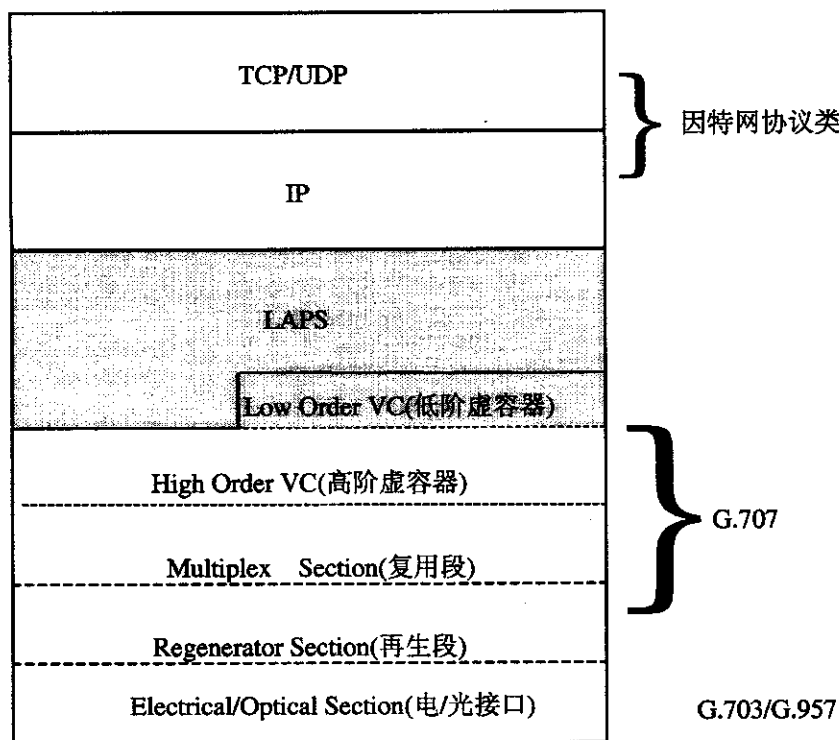 TCP/UDP
因特网协议类
IP
LAPS
Low Order VC(低阶虚容器)
High Order VC(高阶虚容器)
G.707
Multiplex Section(复用段)
Regenerator Section(再生段)
Electrical/Optical Section(电/光接口)
G.703/G.957